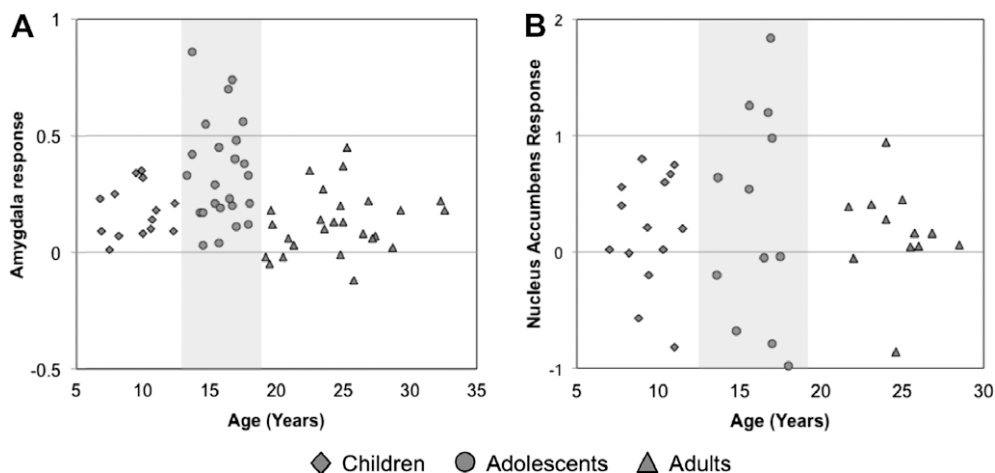 A
Amygdala response
1
0.5
0
-0.5
5 10 15 20 25 30 35
Age (Years)
B
Nucleus Accumbens Response
2
1
0
-1
5 10 15 20 25 30
Age (Years)
Children Adolescents Adults